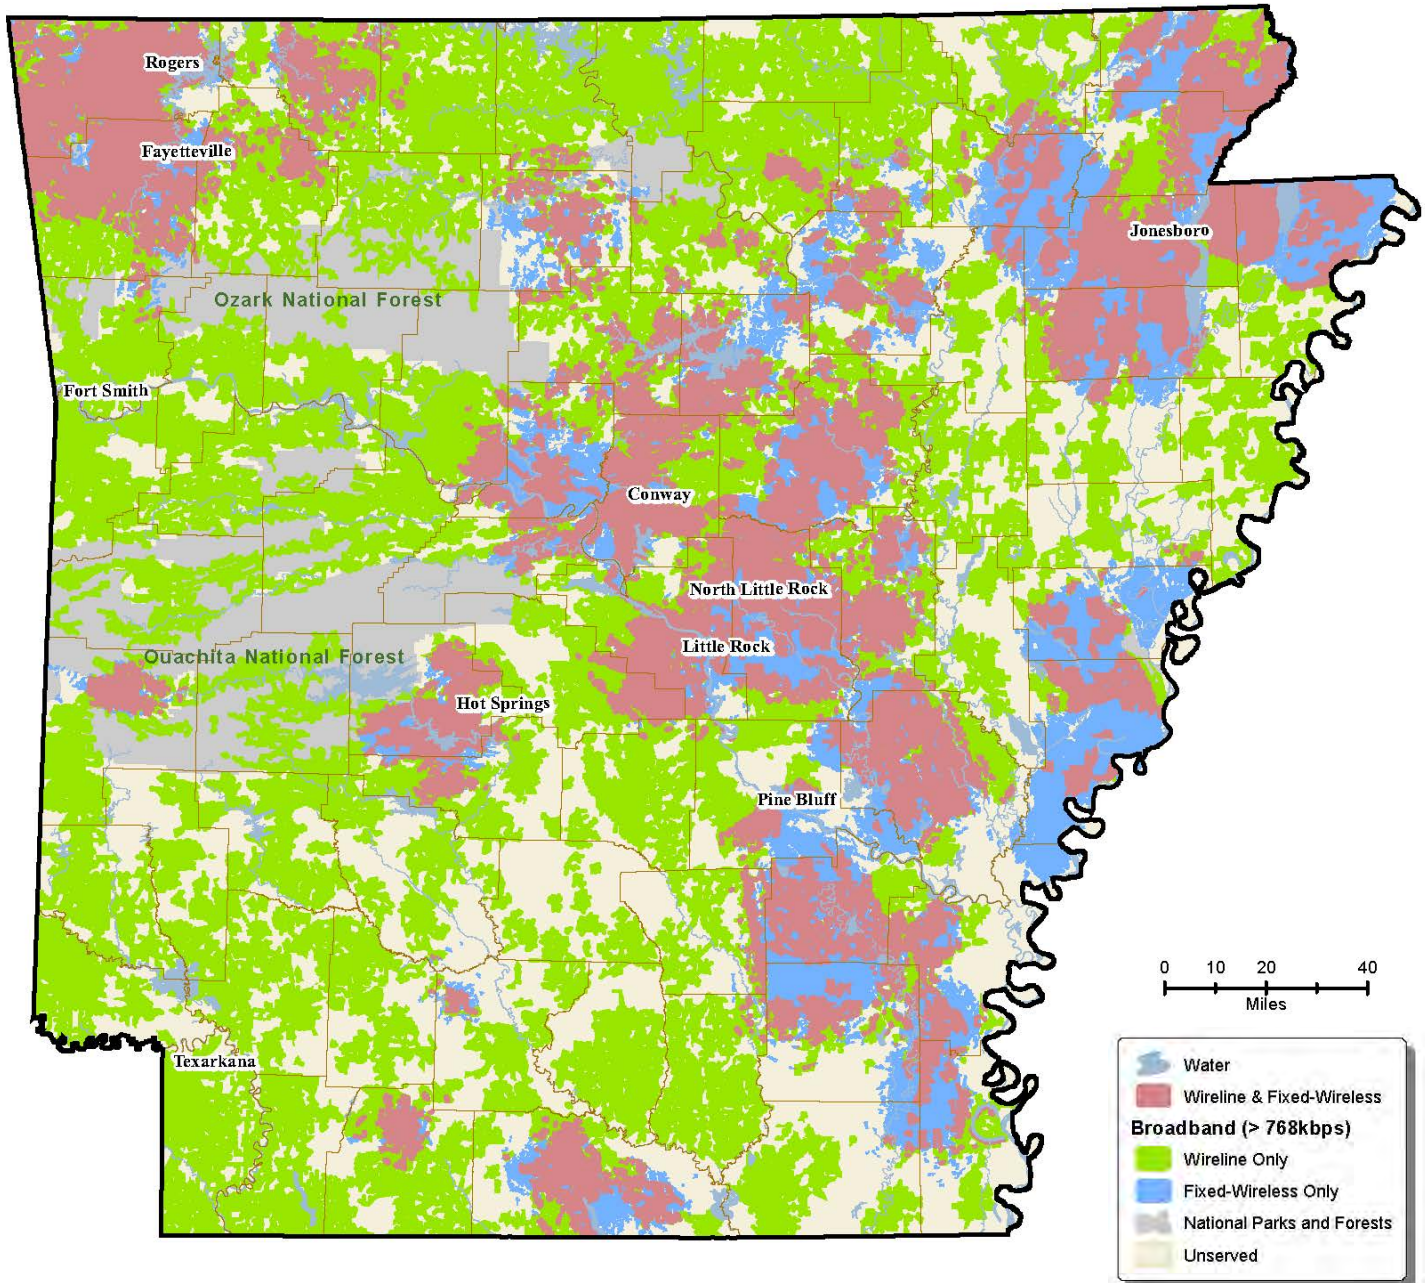 Rogers
Fayetteville
Jonesboro
Ozark National Forest
Fort Smith
Conway
North Little Rock
Little Rock
Ouachita National Forest
Hot Springs
Pine Bluff
Texarkana
0 10 20 40
Miles
Water
Wireline & Fixed-Wireless
Broadband (> 768kbps)
Wireline Only
Fixed-Wireless Only
National Parks and Forests
Unserved